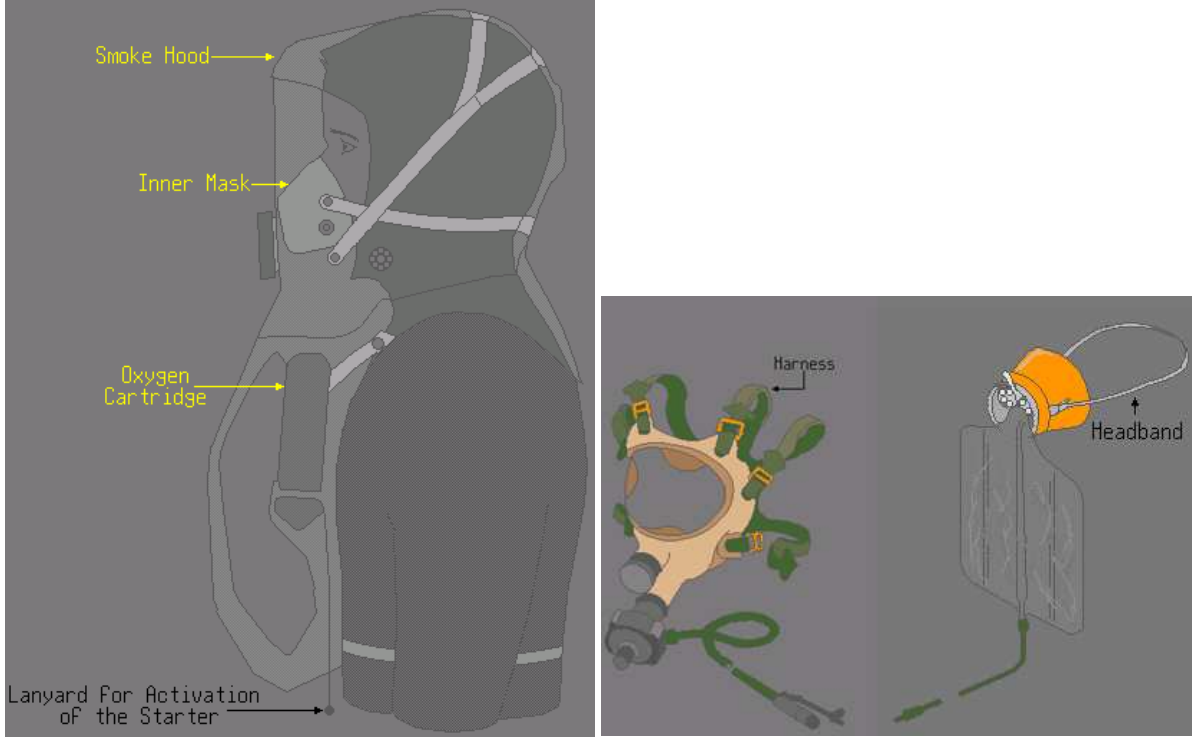 Smoke Hood
Inner Mask
Oxygen
Cartridge
Lanyard For Activation
of the Starter
Harness
Headband